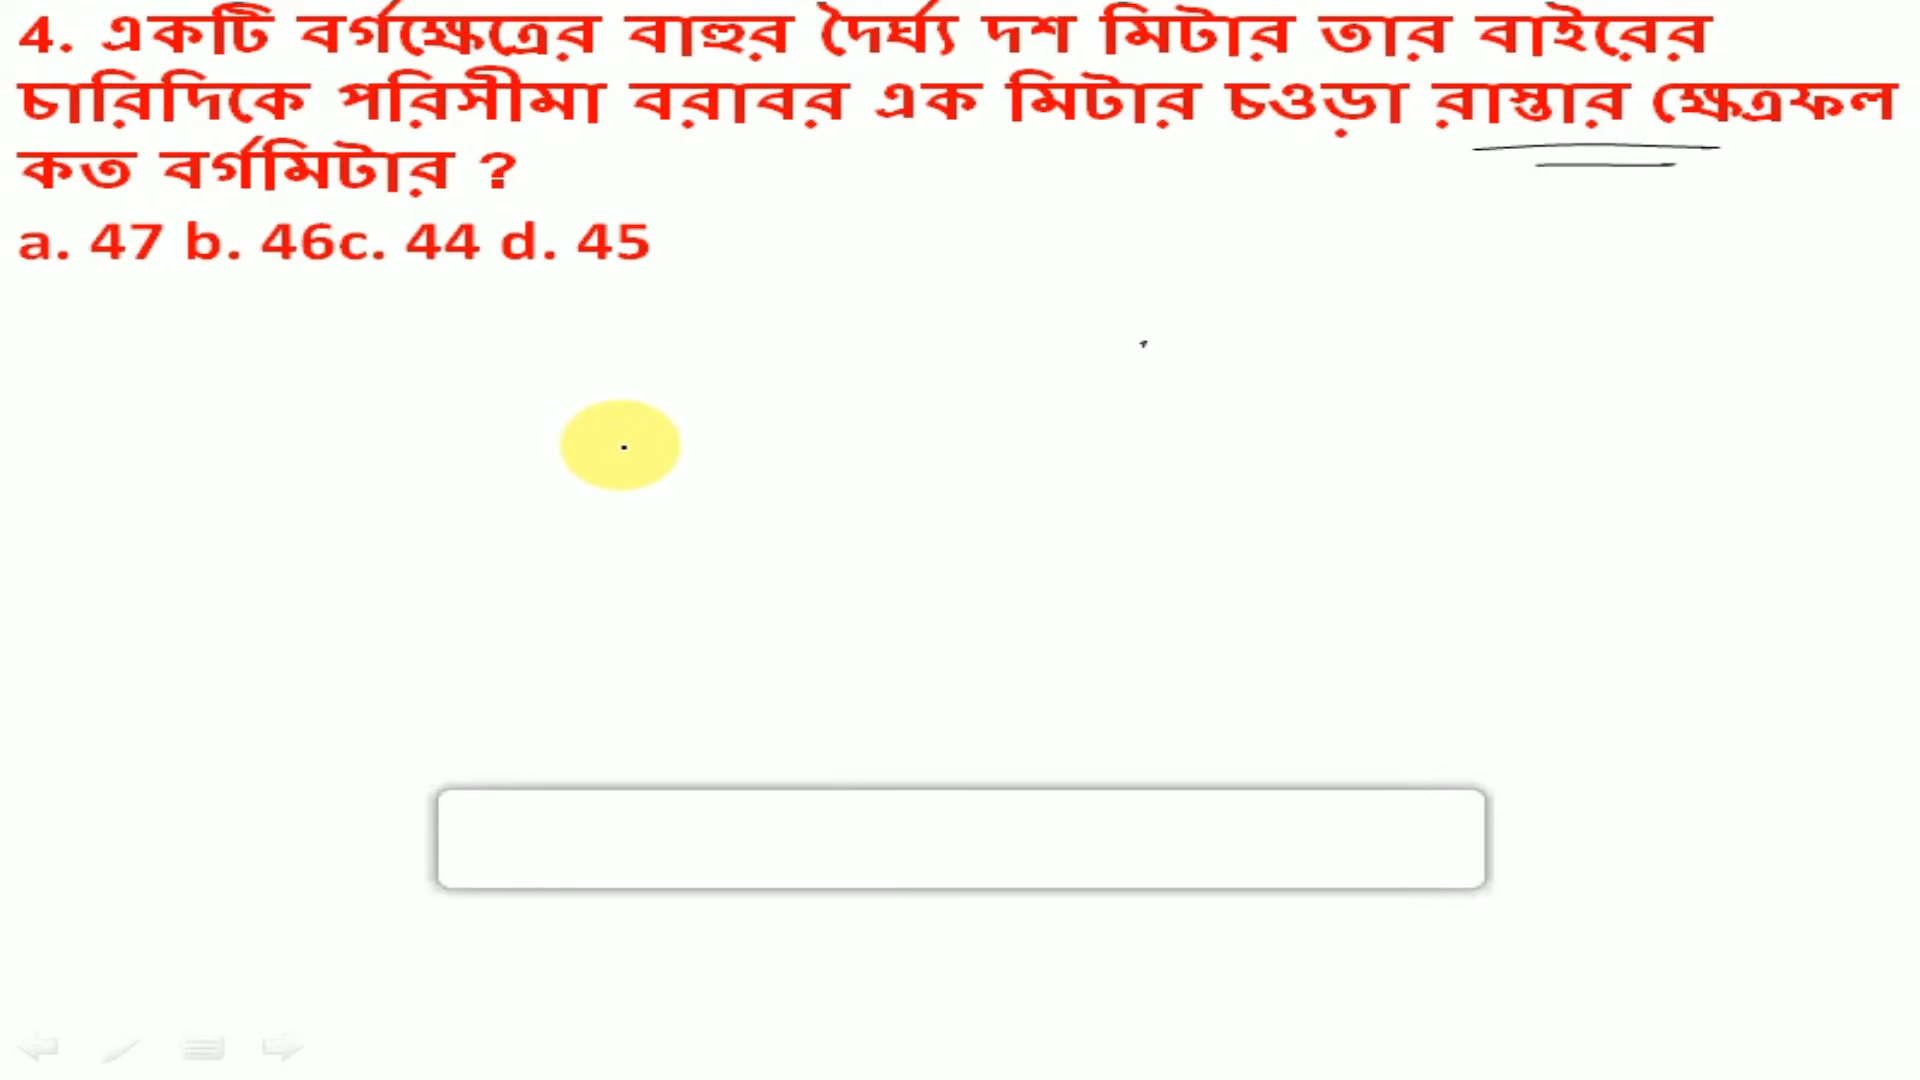 4. একটি বর্গক্ষেত্রের বাহুর দৈর্ঘ্য দশ মিটার তার বাইরের
চারিদিকে পরিসীমা বরাবর এক মিটার চওড়া রাস্তার ক্ষেত্রফল
কত বর্গমিটার ?
a. 47 b. 46c. 44 d. 45